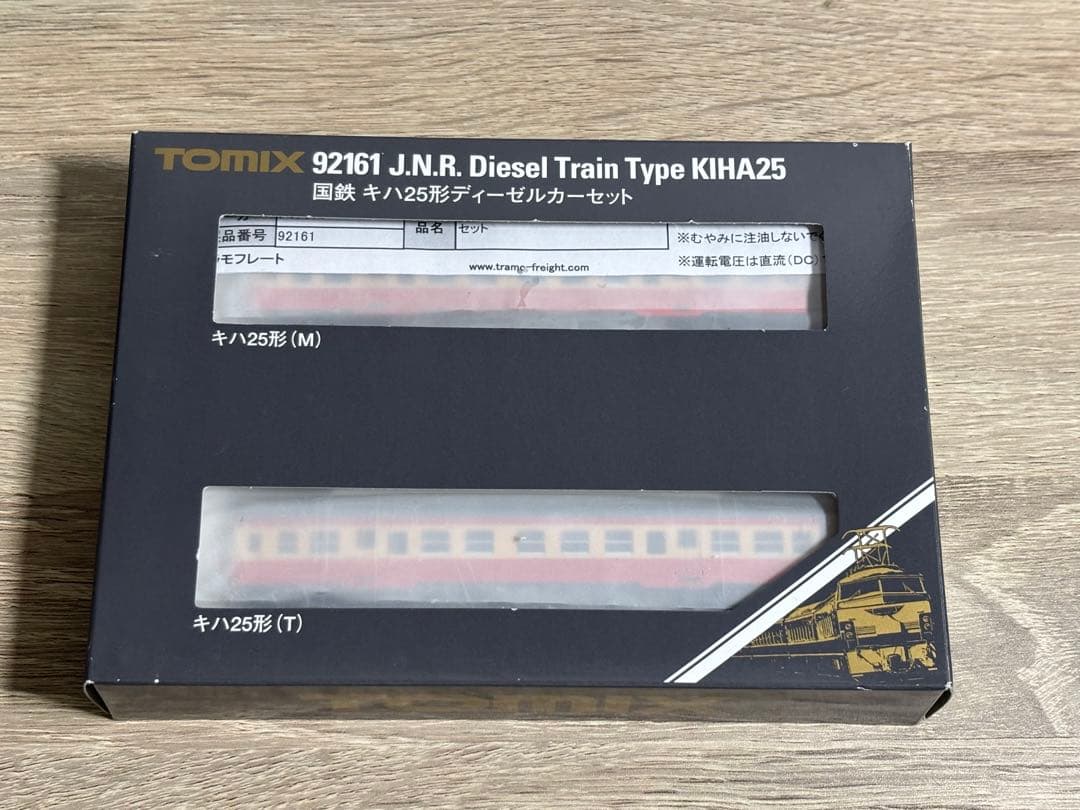 TOMIX 92161 J.N.R. Diesel Train Type KIHA25
国鉄 キハ25形ディーゼルカーセット
品番号 92161 品名 セット
※むやみに注油しないで
モフレート www.tramo-freight.com ※運転電圧は直流(DC)
キハ25形(M)
キハ25形(T)
TOMIX